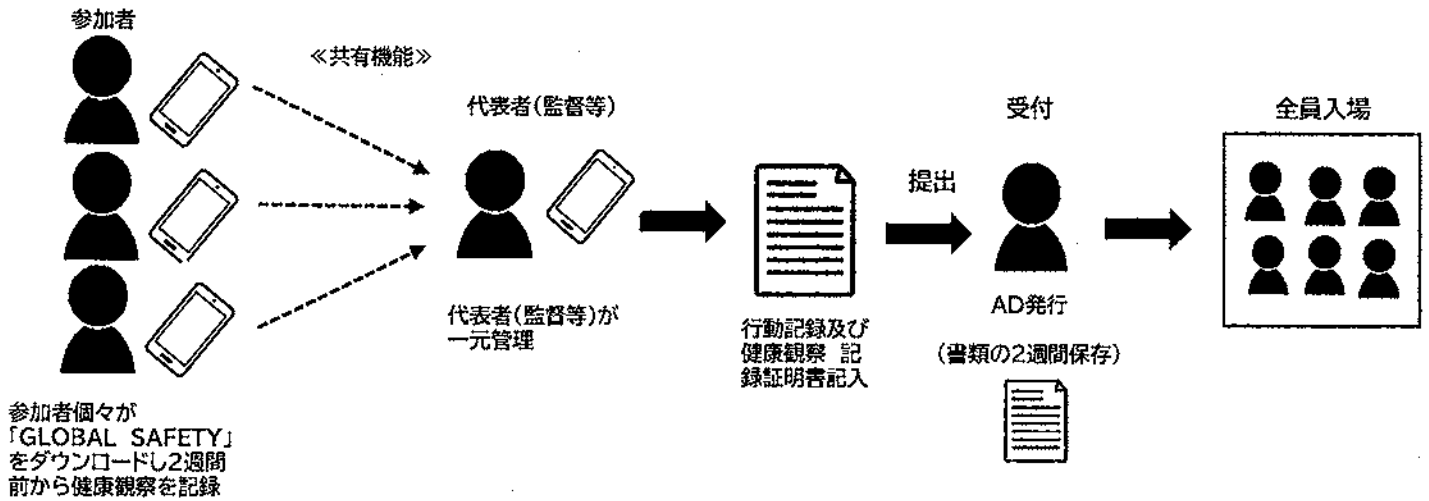 参加者
≪共有機能≫
代表者(監督等)
受付
全員入場
提出
代表者(監督等)が
一元管理
行動記録及び
健康観察 記
録証明書記入
AD発行
(書類の2週間保存)
参加者個々が
「GLOBAL SAFETY」
をダウンロードし2週間
前から健康観察を記録